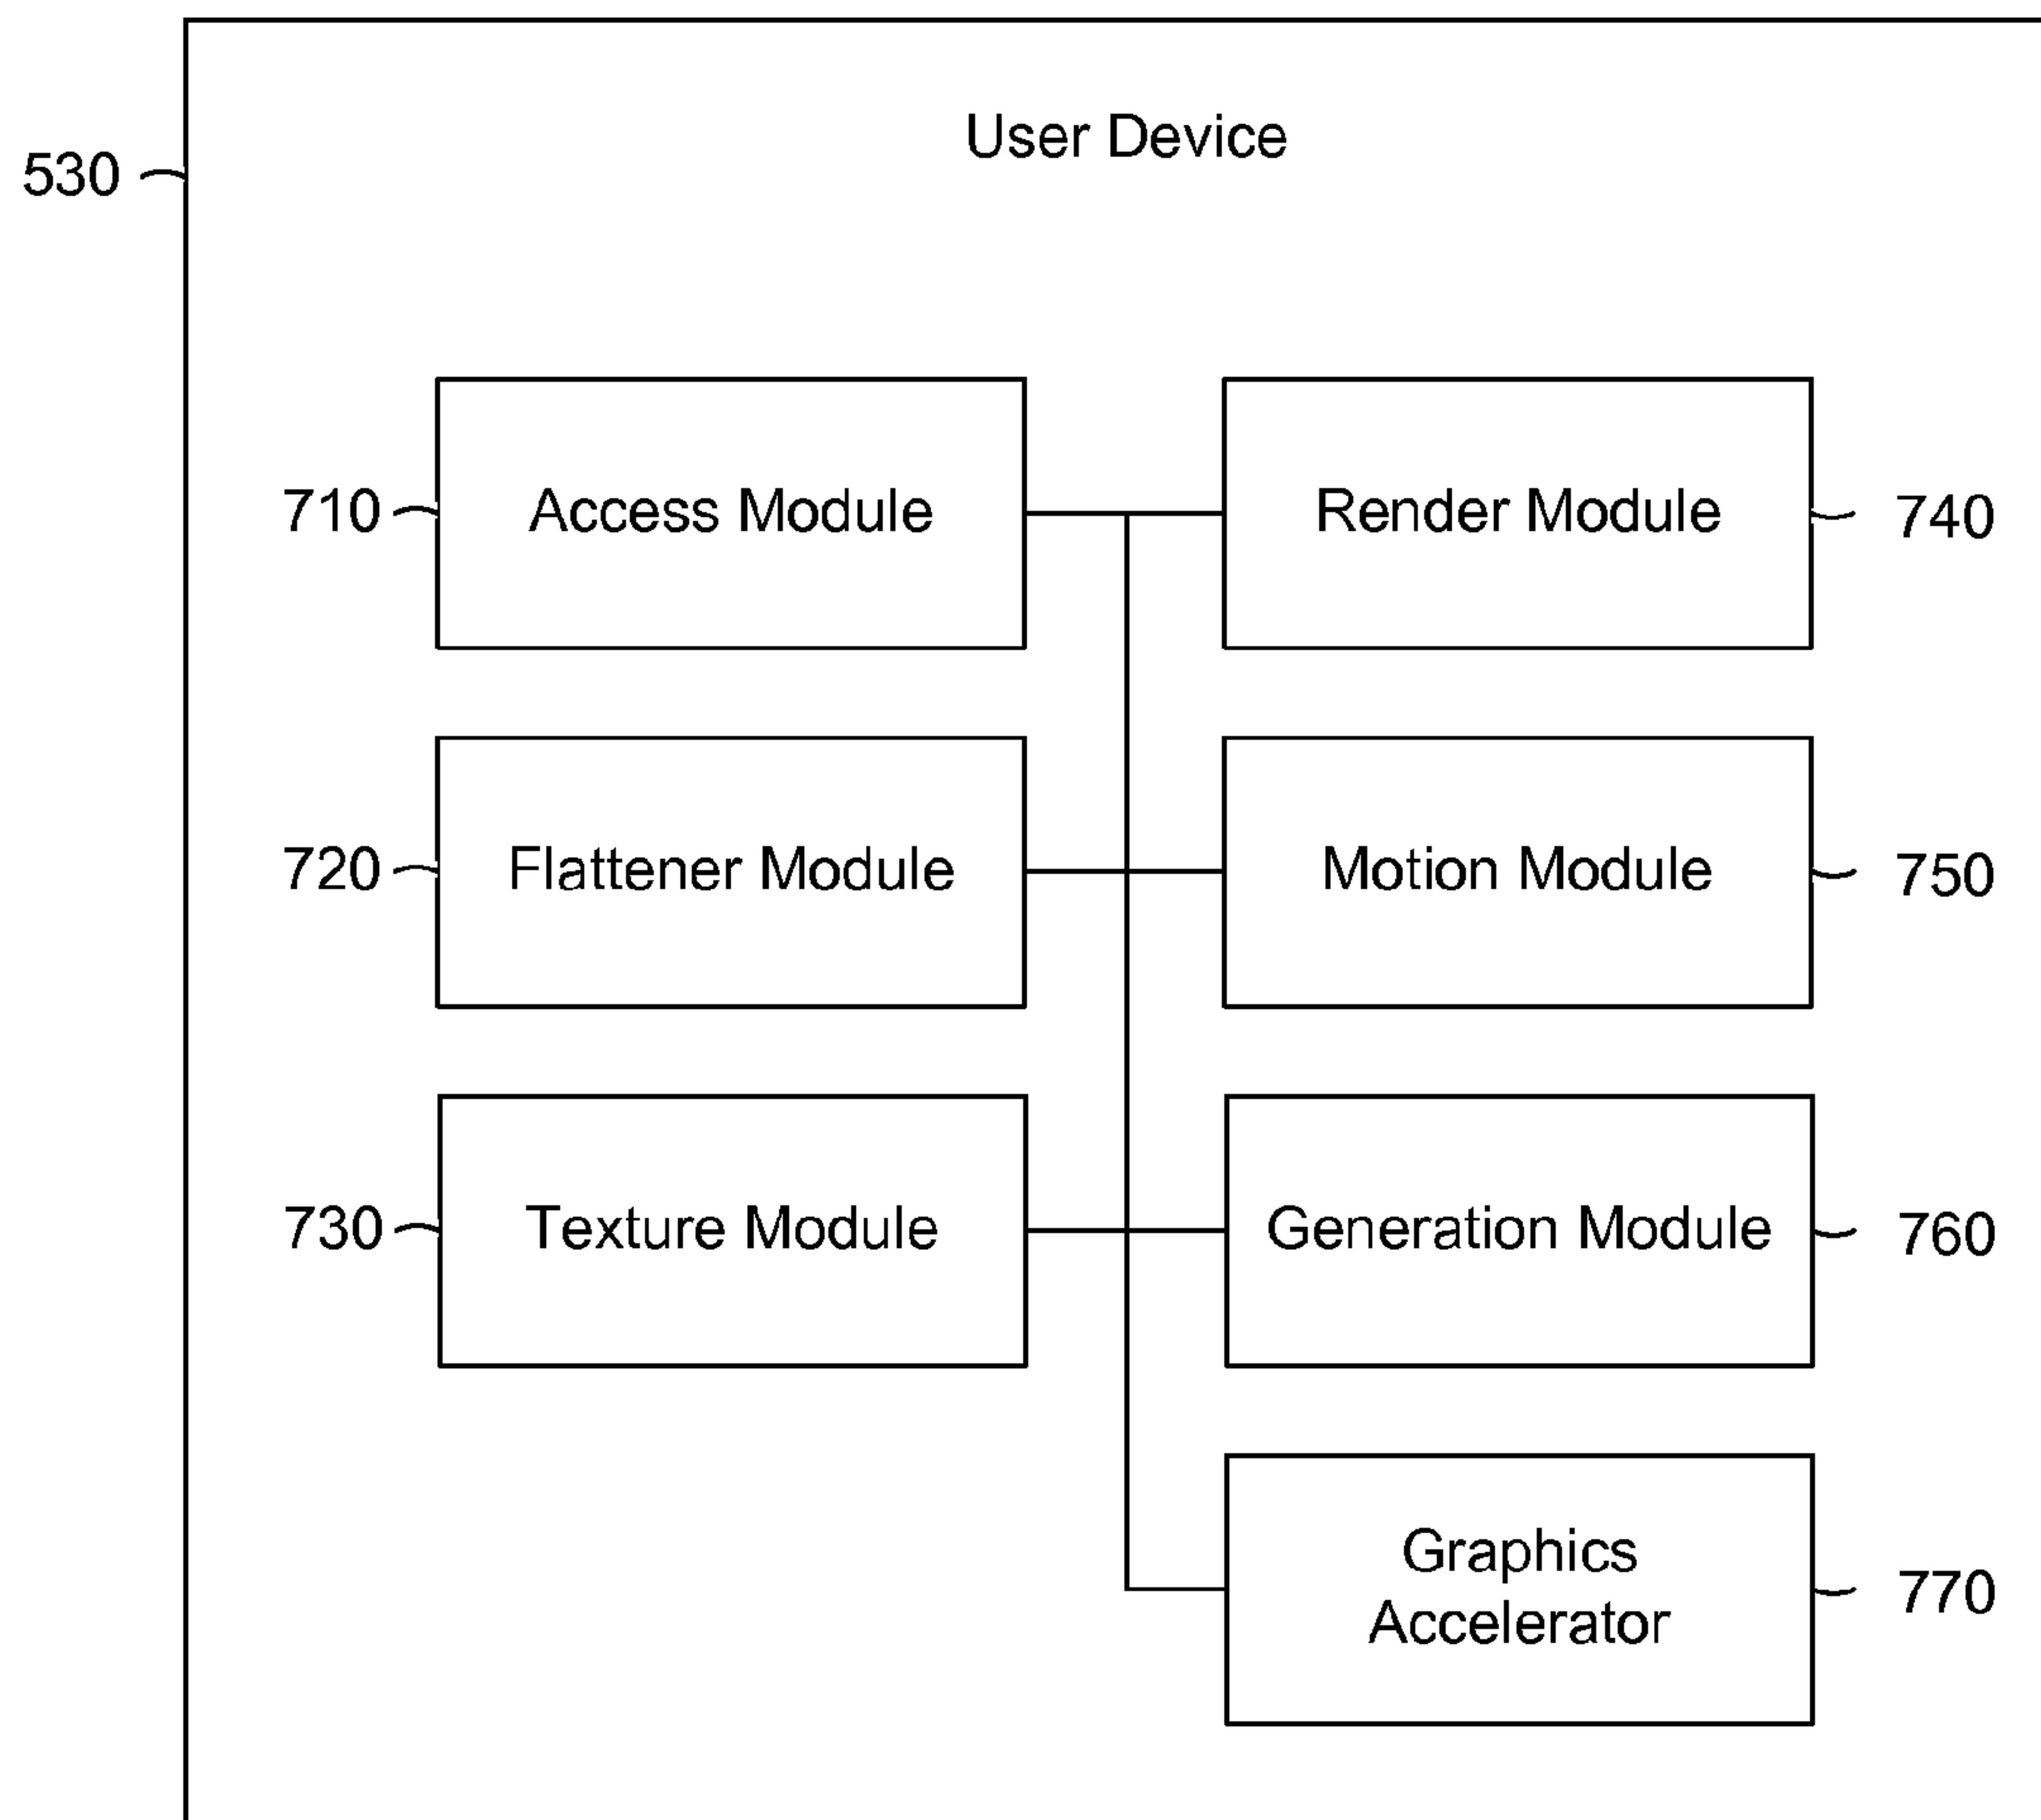 User Device
530
710
Access Module
Render Module
740
720
Flattener Module
Motion Module
750
730
Texture Module
Generation Module
760
Graphics
Accelerator
770